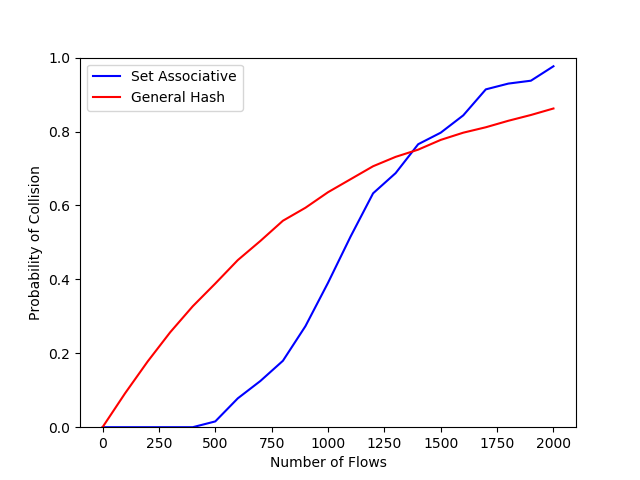 Set Associative
General Hash
1.0
0.8
0.6
0.4
0.2
0.0
Probability of Collision
0 250 500 750 1000 1250 1500 1750 2000
Number of Flows